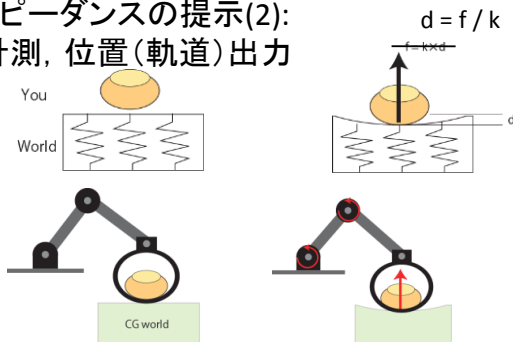 ピーダンスの提示(2):
計測，位置（軌道）出力
d = f / k
f = k×d
You
d
World
CG world